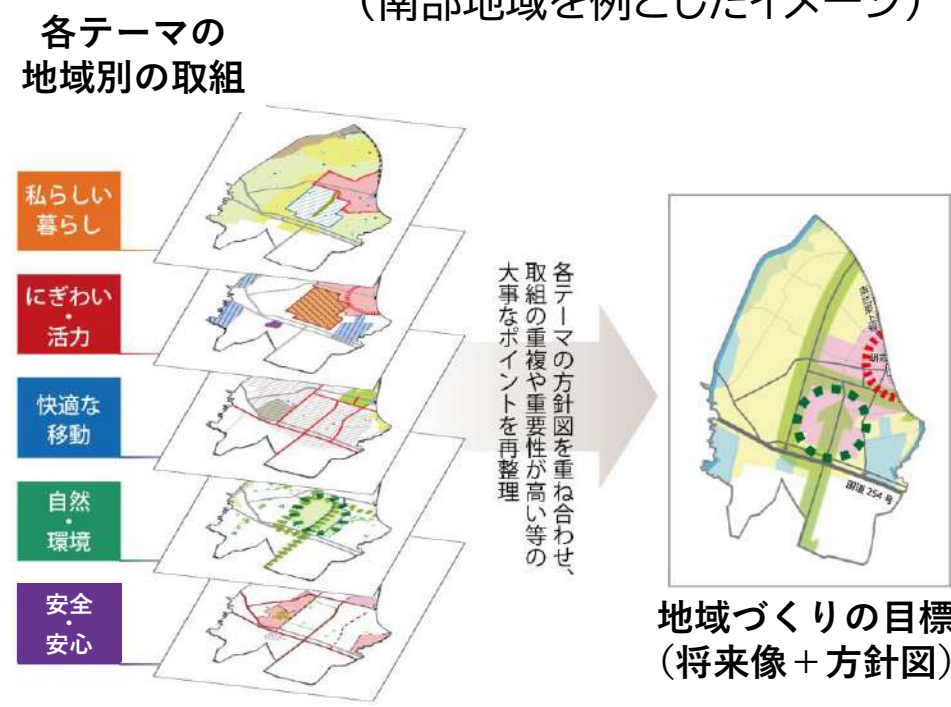 （南部地域を例としたイメージ）
各テーマの
地域別の取組
私らしい
暮らし
にぎわい
・
活力
快適な
移動
自然
・
環境
安全
・
安心
各テーマの方針図を重ね合わせ、
取組の重複や重要性が高い等の
大事なポイントを再整理
国道 254 号
地域づくりの目標
（将来像＋方針図）